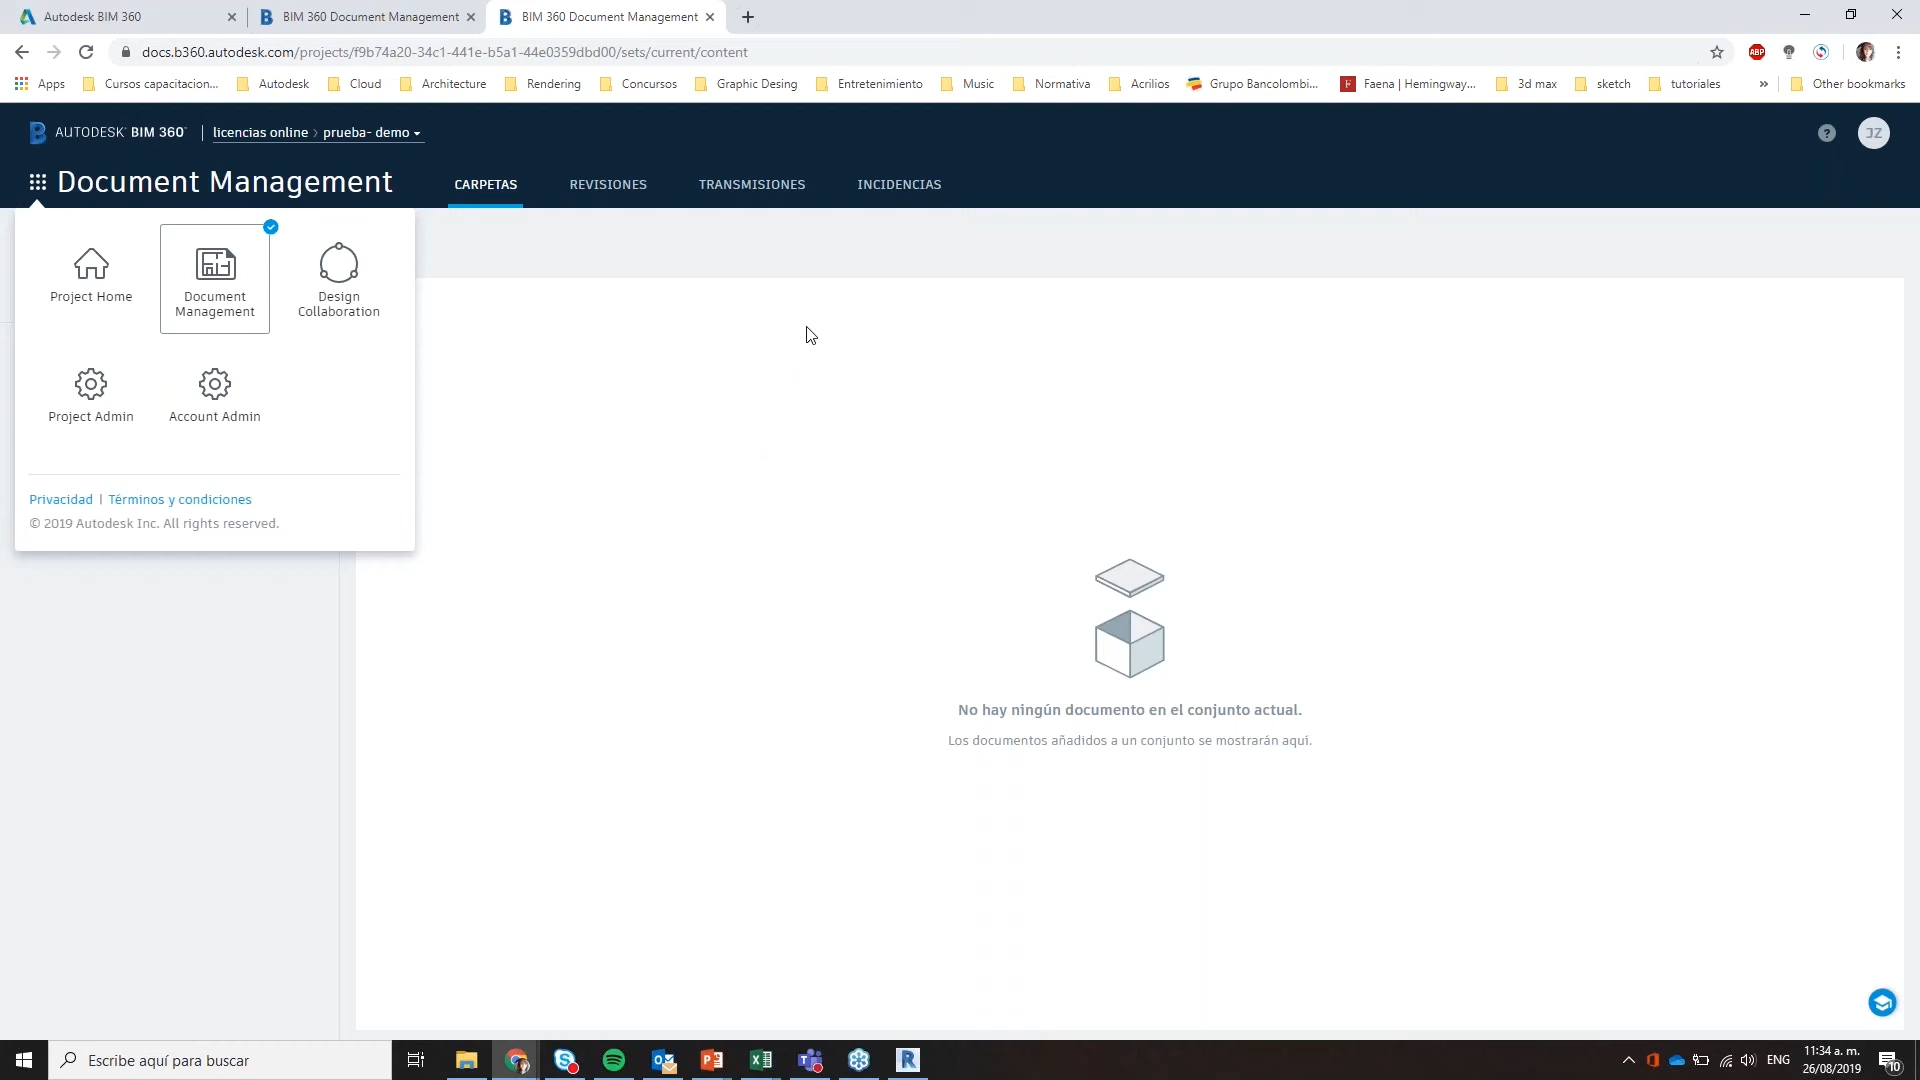 Autodesk BIM 360
BIM 360 Document Management
BIM 360 Document Management
docs.b360.autodesk.com/projects/f9b74a20-34c1-441e-b5a1-44e0359dbd00/sets/current/content
ABP
Apps
Cursos capacitacion...
Autodesk
Cloud
Architecture
Rendering
Concursos
Graphic Desing
Entretenimiento
Music
Normativa
Acrilios
Grupo Bancolombi...
Faena | Hemingway...
3d max
sketch
tutoriales
»
Other bookmarks
AUTODESK® BIM 360™
licencias online > prueba- demo
?
JZ
Document Management
CARPETAS
REVISIONES
TRANSMISIONES
INCIDENCIAS
Project Home
Document
Management
Design
Collaboration
Project Admin
Account Admin
Privacidad | Términos y condiciones
© 2019 Autodesk Inc. All rights reserved.
No hay ningún documento en el conjunto actual.
Los documentos añadidos a un conjunto se mostrarán aquí.
Escribe aquí para buscar
ENG
11:34 a. m.
26/08/2019
10